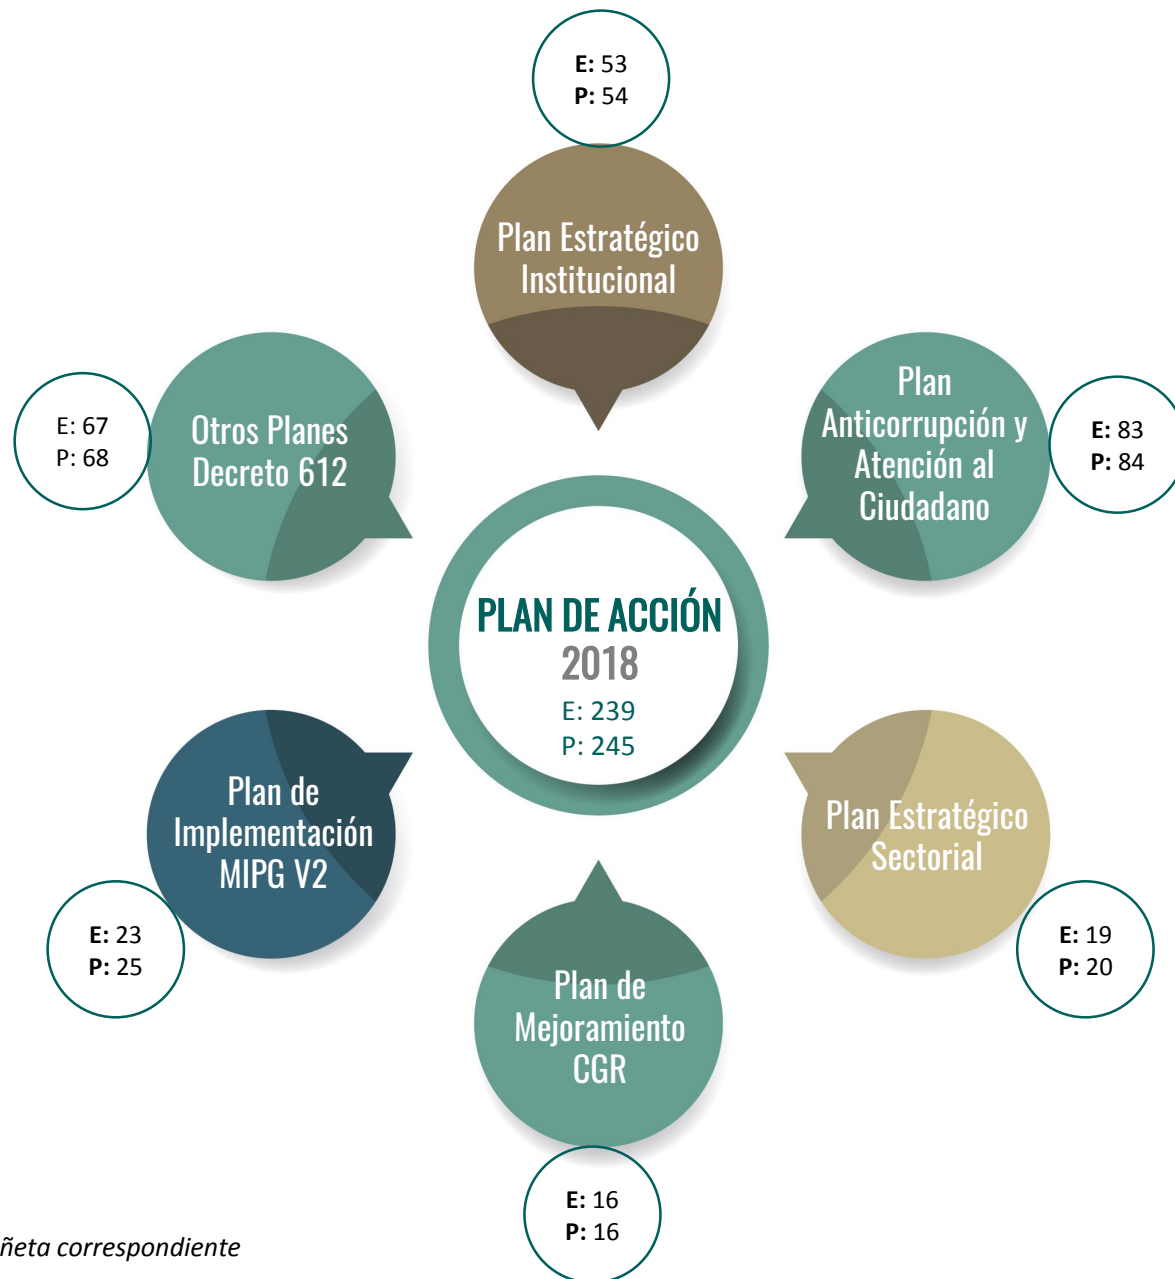 E: 53
P: 54
Plan Estratégico
Institucional
Plan
Anticorrupción y
Atención al
Ciudadano
E: 83
P: 84
Otros Planes
Decreto 612
E: 67
P: 68
PLAN DE ACCIÓN
2018
E: 239
P: 245
Plan de
Implementación
MIPG V2
E: 23
P: 25
Plan Estratégico
Sectorial
E: 19
P: 20
Plan de
Mejoramiento
CGR
E: 16
P: 16
ñeta correspondiente